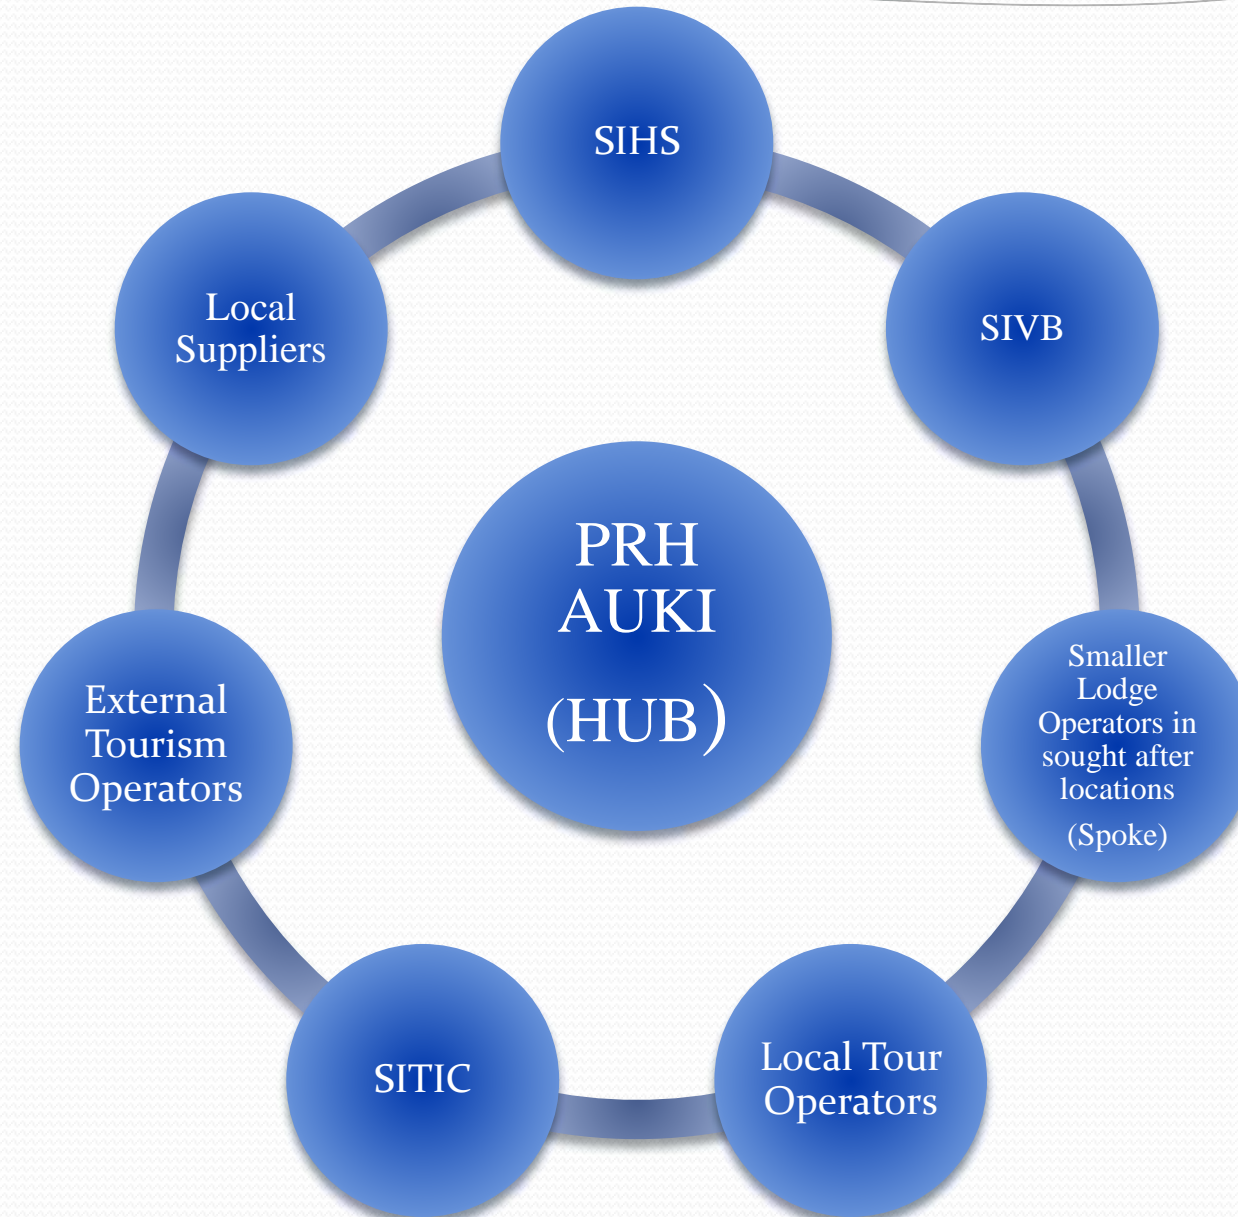 SIHS
SIVB
Smaller
Lodge
Operators in
sought after
locations
(Spoke)
Local Tour
Operators
SITIC
External
Tourism
Operators
Local
Suppliers
PRH
AUKI
(HUB)